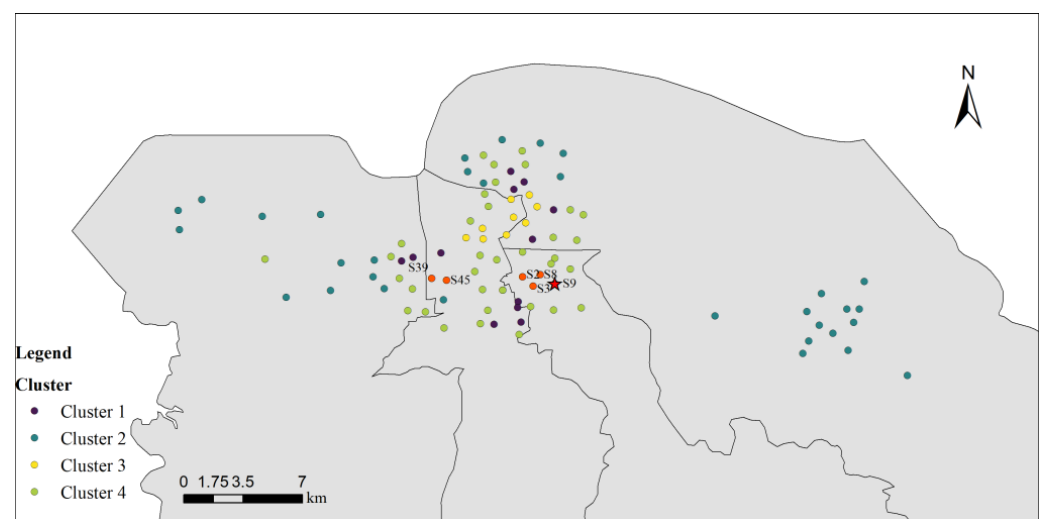 N
S39
S45
S2
S8
S3
S9
Legend
Cluster
Cluster 1
Cluster 2
Cluster 3
Cluster 4
0 1.75 3.5 7
km